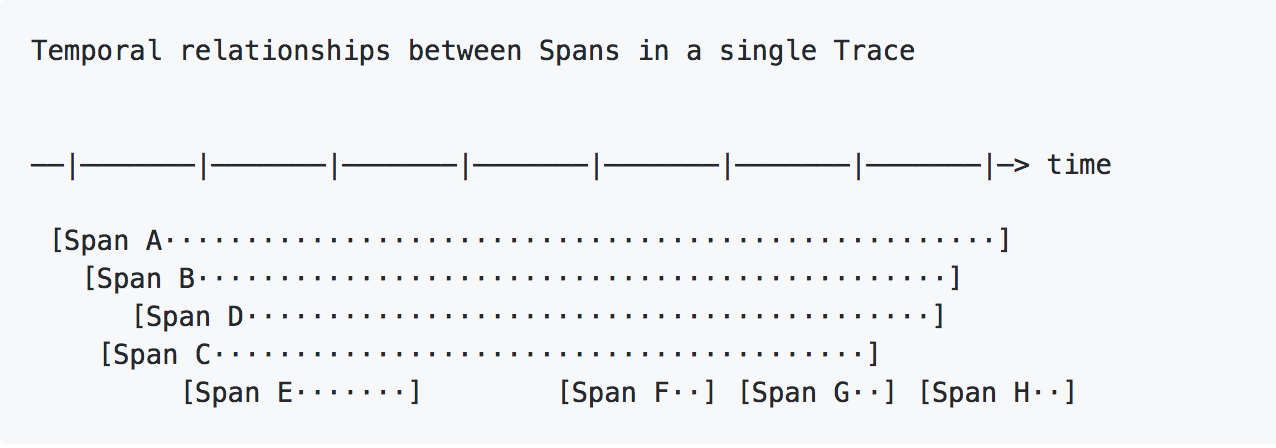 Temporal relationships between Spans in a single Trace
––|–––––––|–––––––|–––––––|–––––––|–––––––|–––––––|–––––––|–> time
[Span A···················································]
[Span B··············································]
[Span D··········································]
[Span C········································]
[Span E·······] [Span F··] [Span G··] [Span H··]